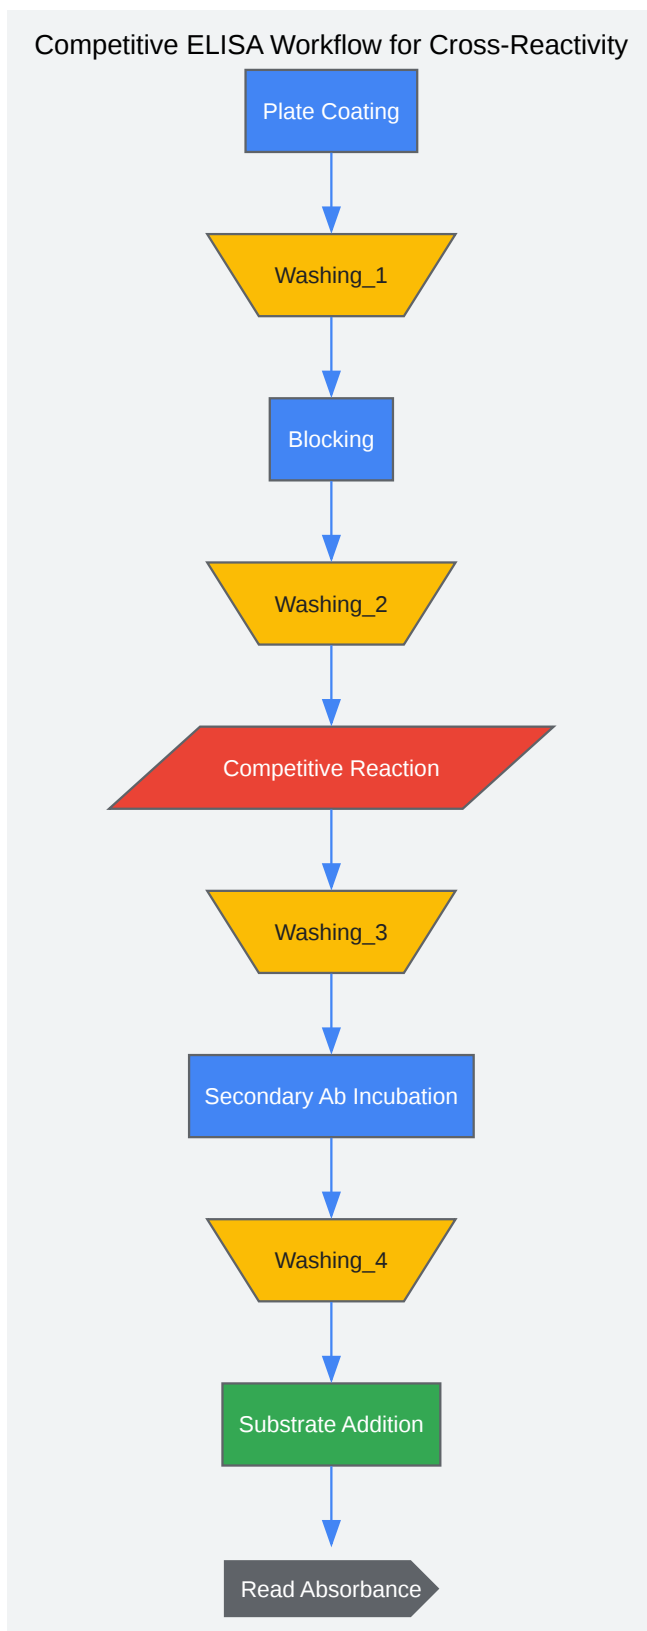 Competitive ELISA Workflow for Cross-Reactivity
Plate Coating
Washing_1
Blocking
Washing_2
Competitive Reaction
Washing_3
Secondary Ab Incubation
Washing_4
Substrate Addition
Read Absorbance